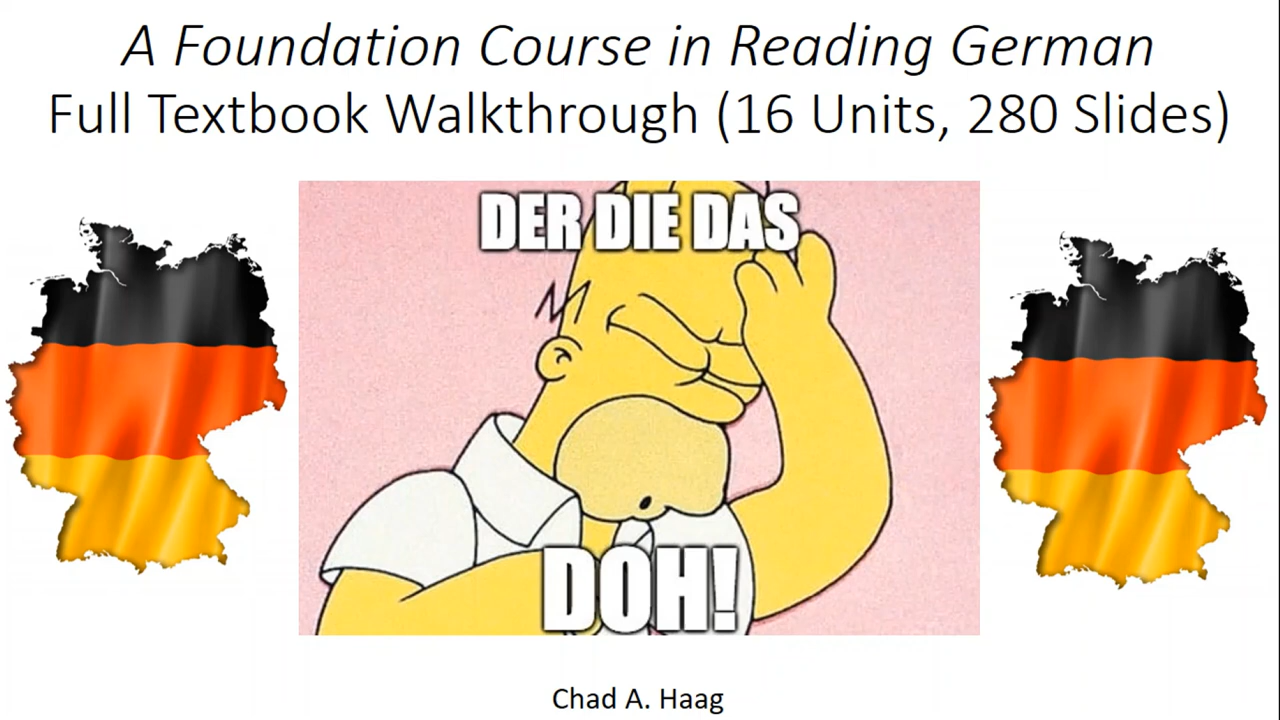 A Foundation Course in Reading German
Full Textbook Walkthrough (16 Units, 280 Slides)
DER DIE DAS
DOH!
Chad A. Haag